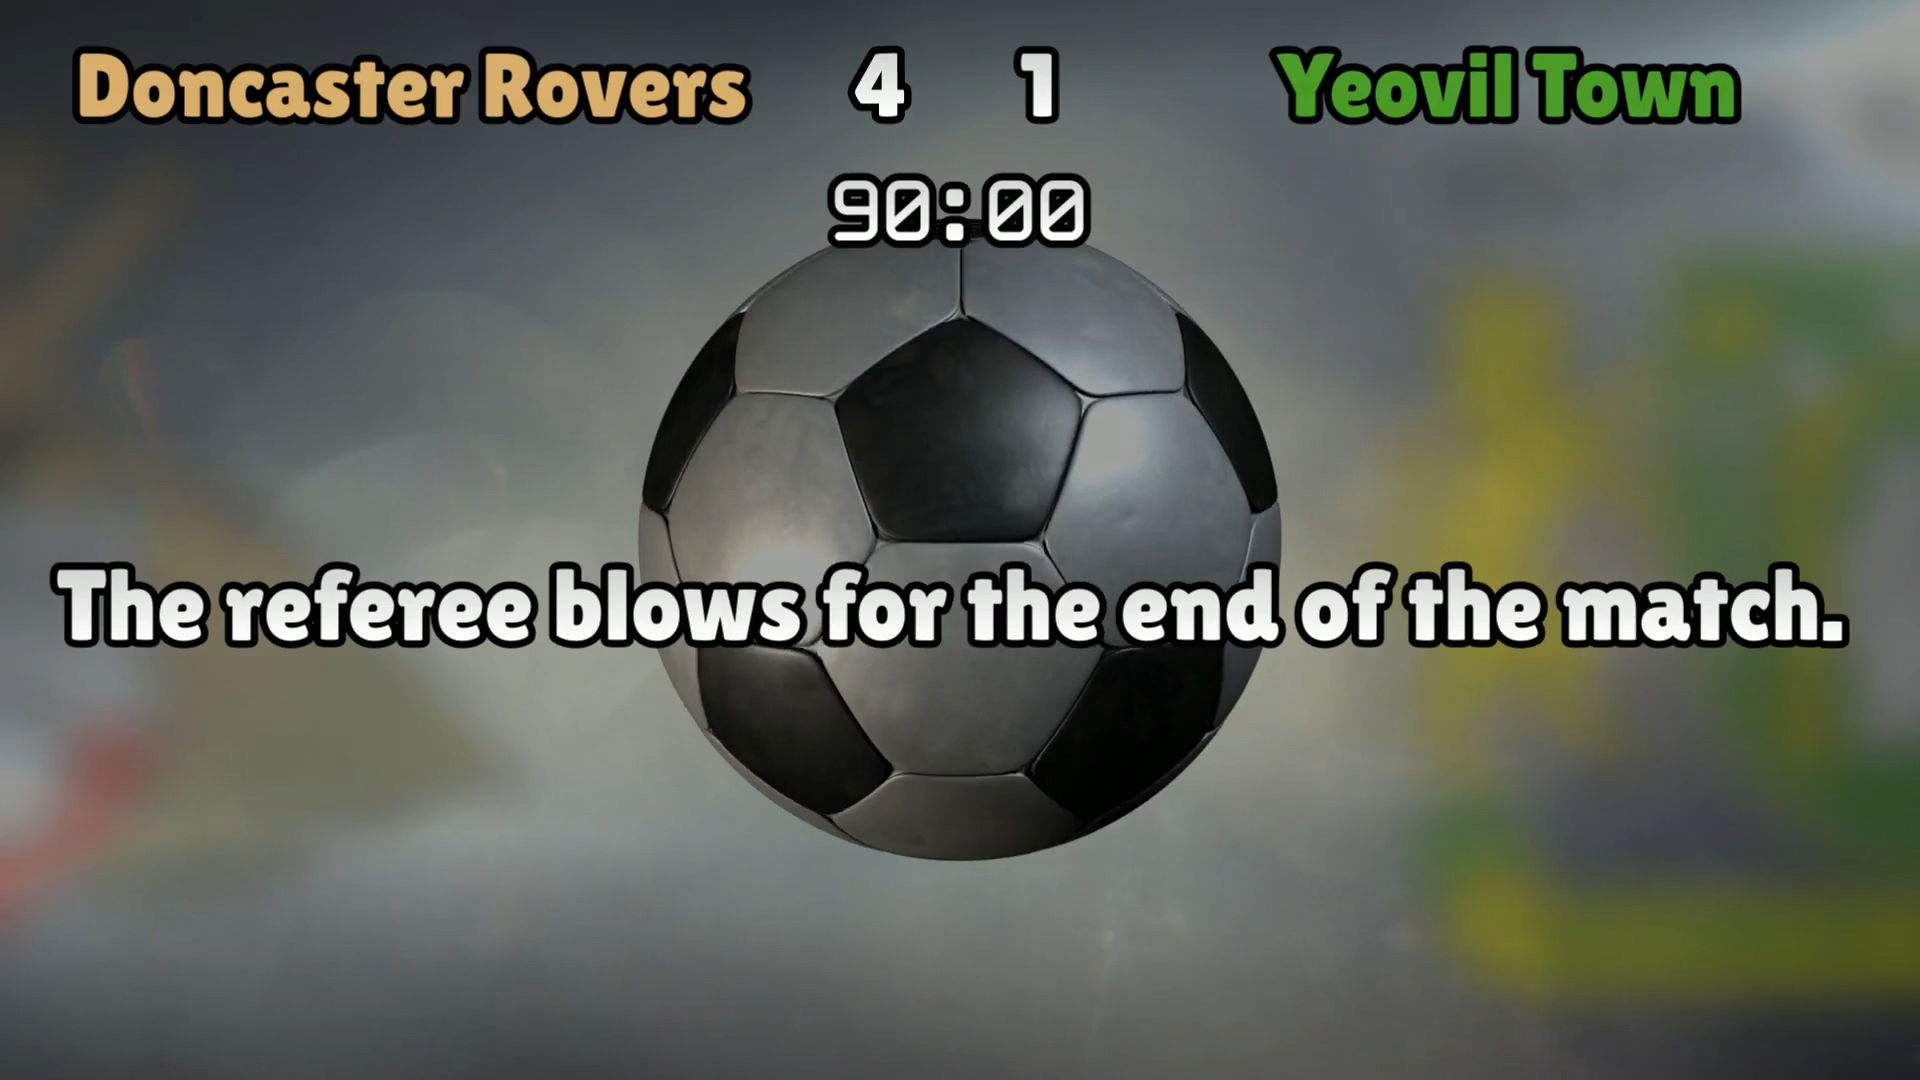 Doncaster Rovers 4 1 Yeovil Town
90:00
The referee blows for the end of the match.